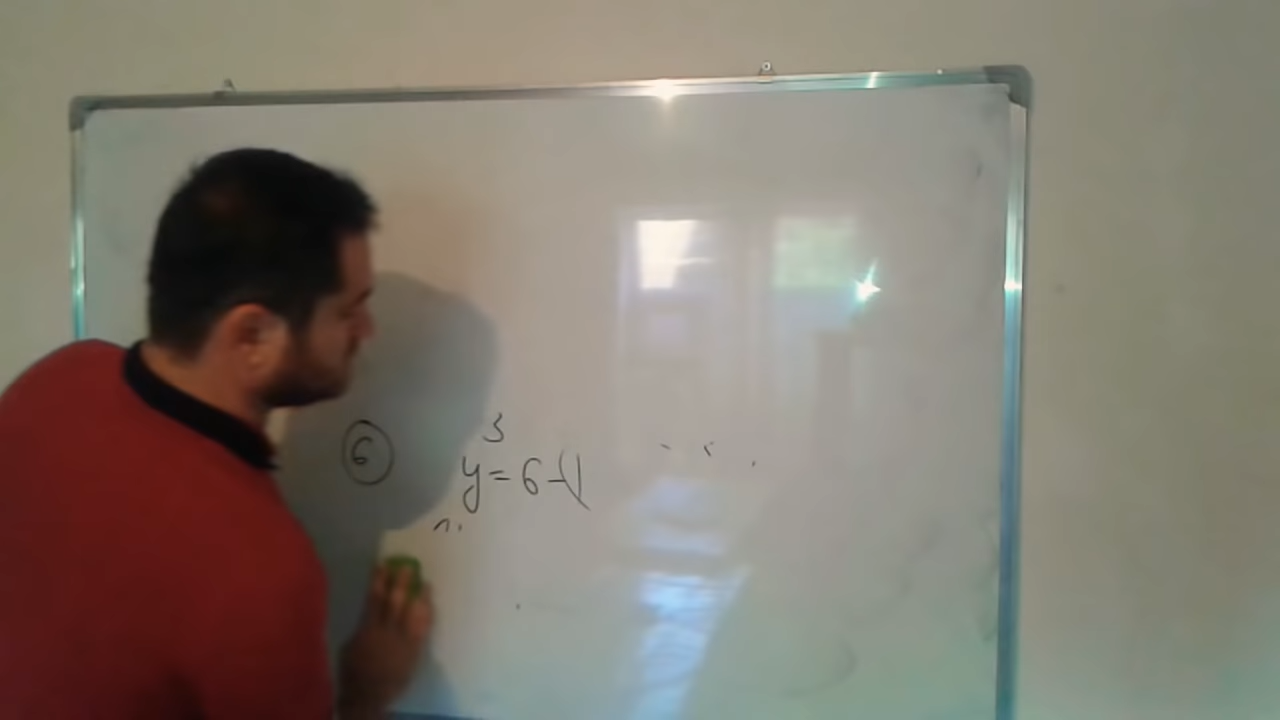 3
⑥ y = 6 -